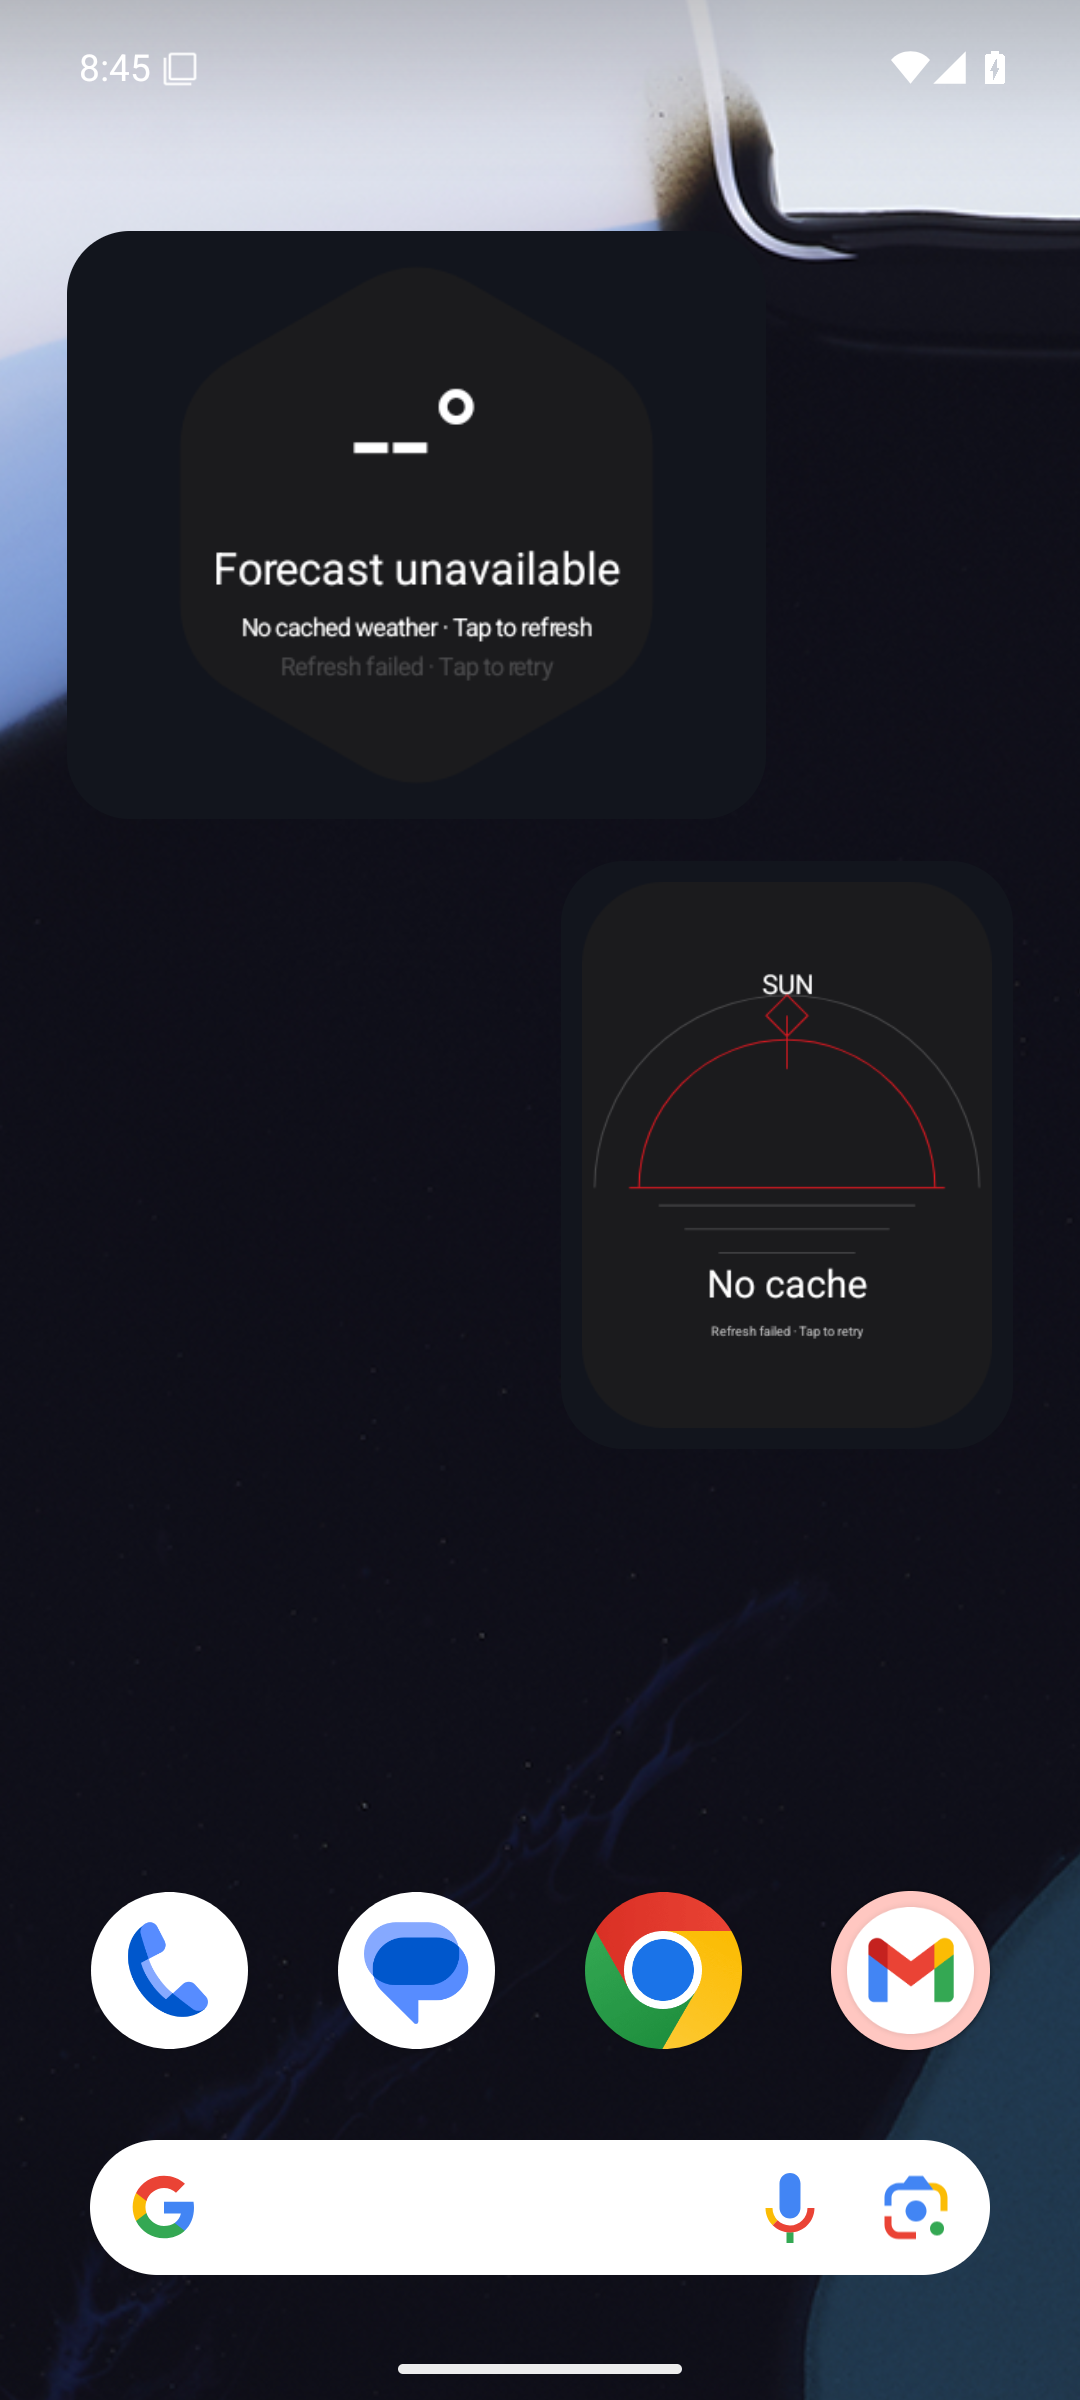 8:45
--°
Forecast unavailable
No cached weather · Tap to refresh
Refresh failed · Tap to retry
SUN
No cache
Refresh failed · Tap to retry